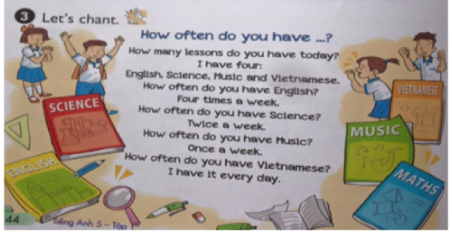 3 Let's chant.
How often do you have ...?
How many lessons do you have today?
I have four:
English, Science, Music and Vietnamese.
How often do you have English?
Four times a week.
How often do you have Science?
Twice a week.
How often do you have Music?
Once a week.
How often do you have Vietnamese?
I have it every day.
SCIENCE
VIETNAMESE
MUSIC
ENGLISH
MATHS
44
Tiếng Anh 5 – Tập